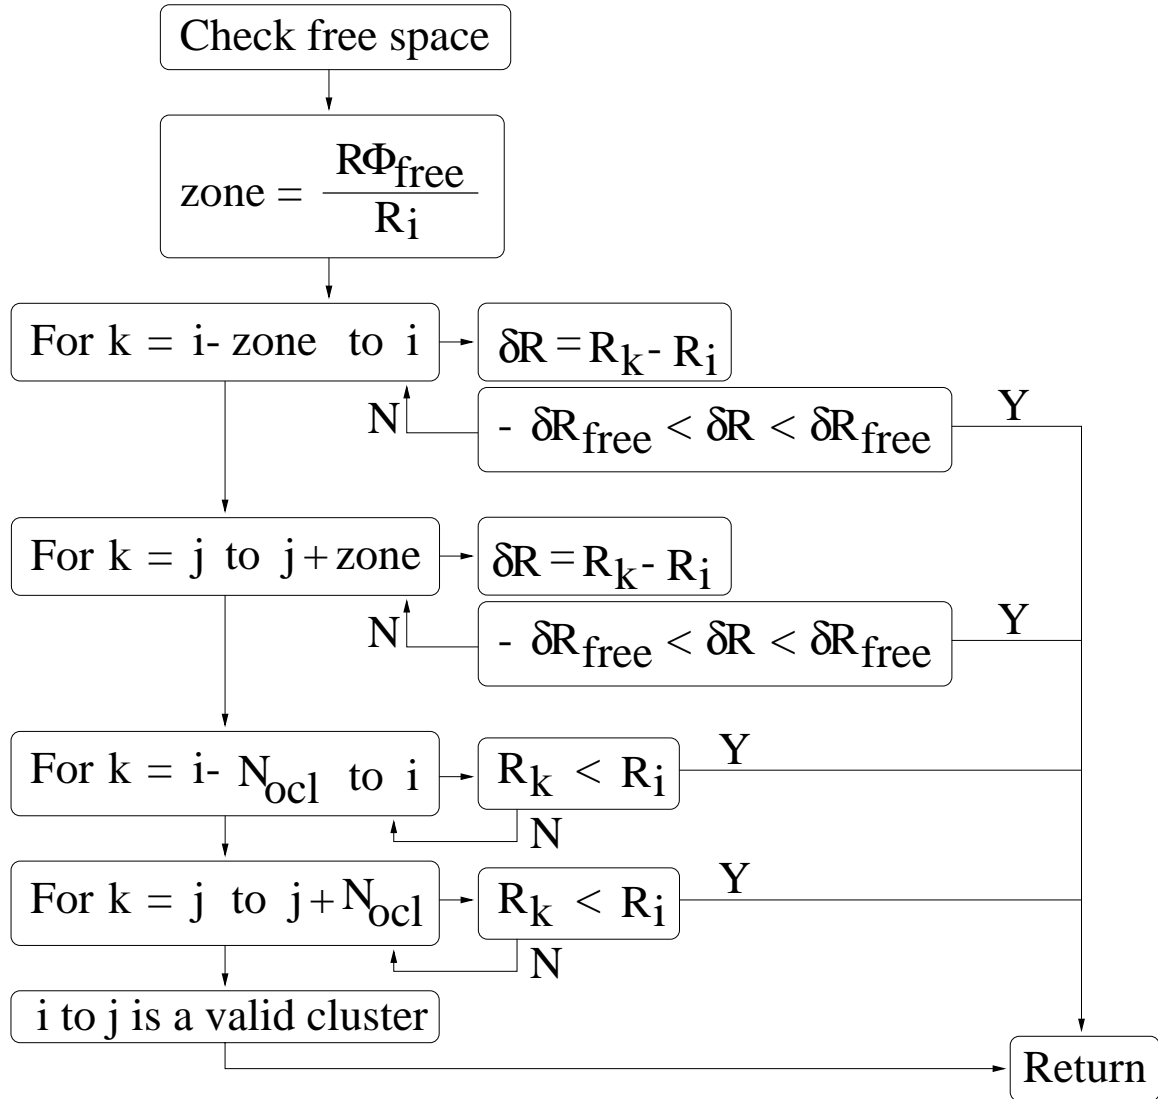 Check free space
zone = RΦfree / Ri
For k = i- zone to i
δR = Rk - Ri
N
- δRfree < δR < δRfree
Y
For k = j to j + zone
δR = Rk - Ri
N
- δRfree < δR < δRfree
Y
For k = i- Nocl to i
Rk < Ri
Y
N
For k = j to j + Nocl
Rk < Ri
Y
N
i to j is a valid cluster
Return